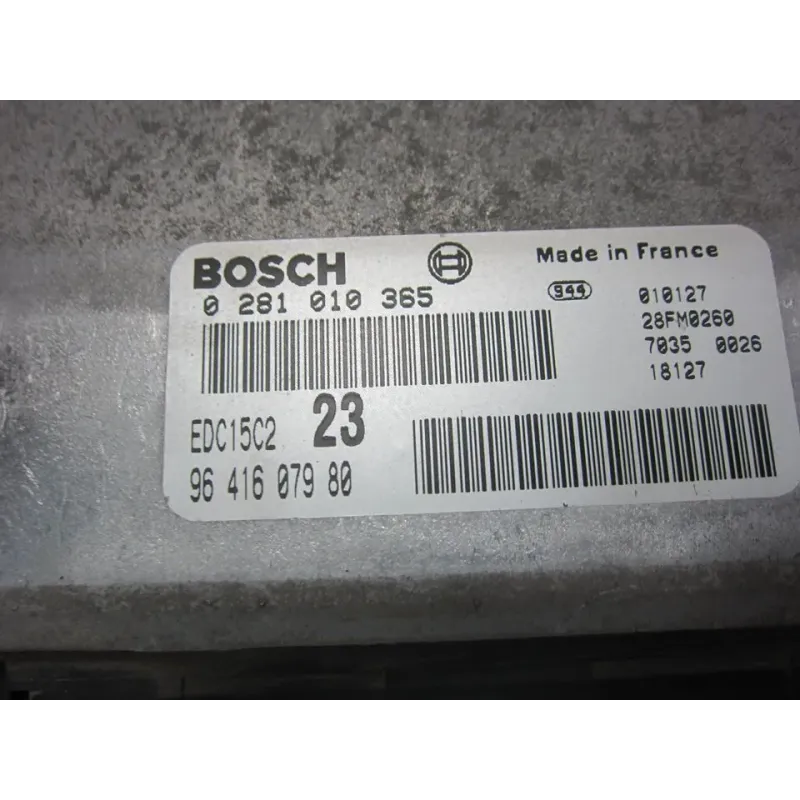 BOSCH
Made in France
0 281 010 365
944
010127
28FM0260
7035 0026
18127
EDC15C2 23
96 416 079 80